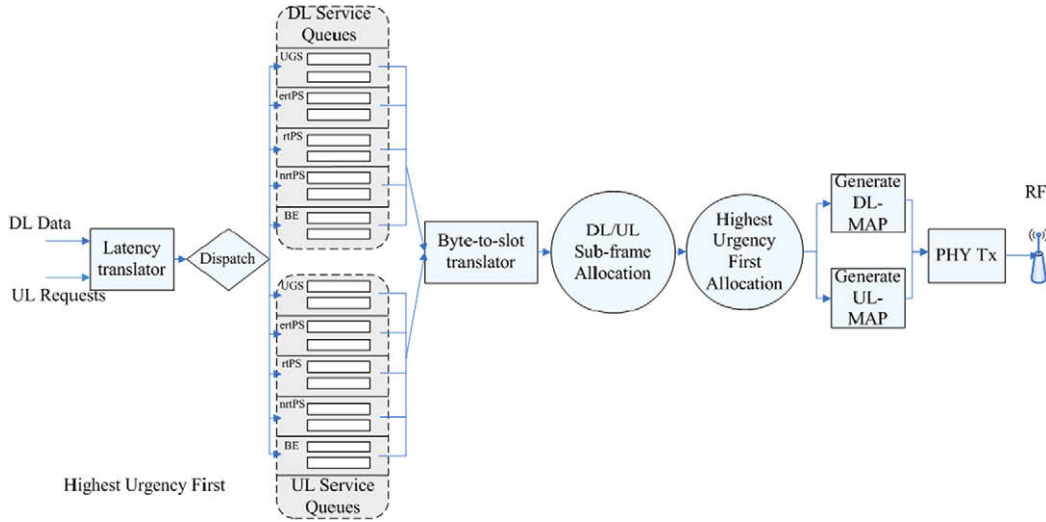 DL Service
Queues
UGS
ertPS
rtPS
nrtPS
BE
DL Data
UL Requests
Latency
translator
Dispatch
UGS
ertPS
rtPS
nrtPS
BE
UL Service
Queues
Byte-to-slot
translator
DL/UL
Sub-frame
Allocation
Highest
Urgency
First
Allocation
Generate
DL-
MAP
Generate
UL-
MAP
PHY Tx
RF
Highest Urgency First